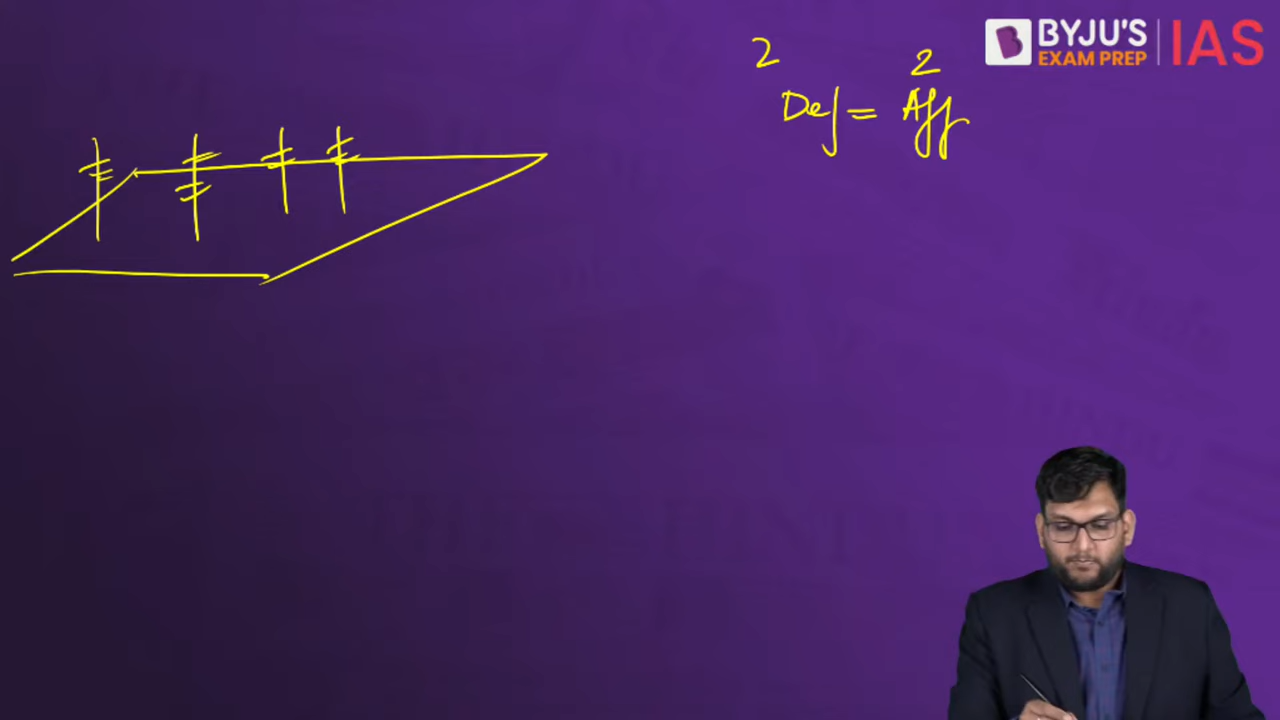 BYJU'S
EXAM PREP
IAS
2 2
Def = Aff